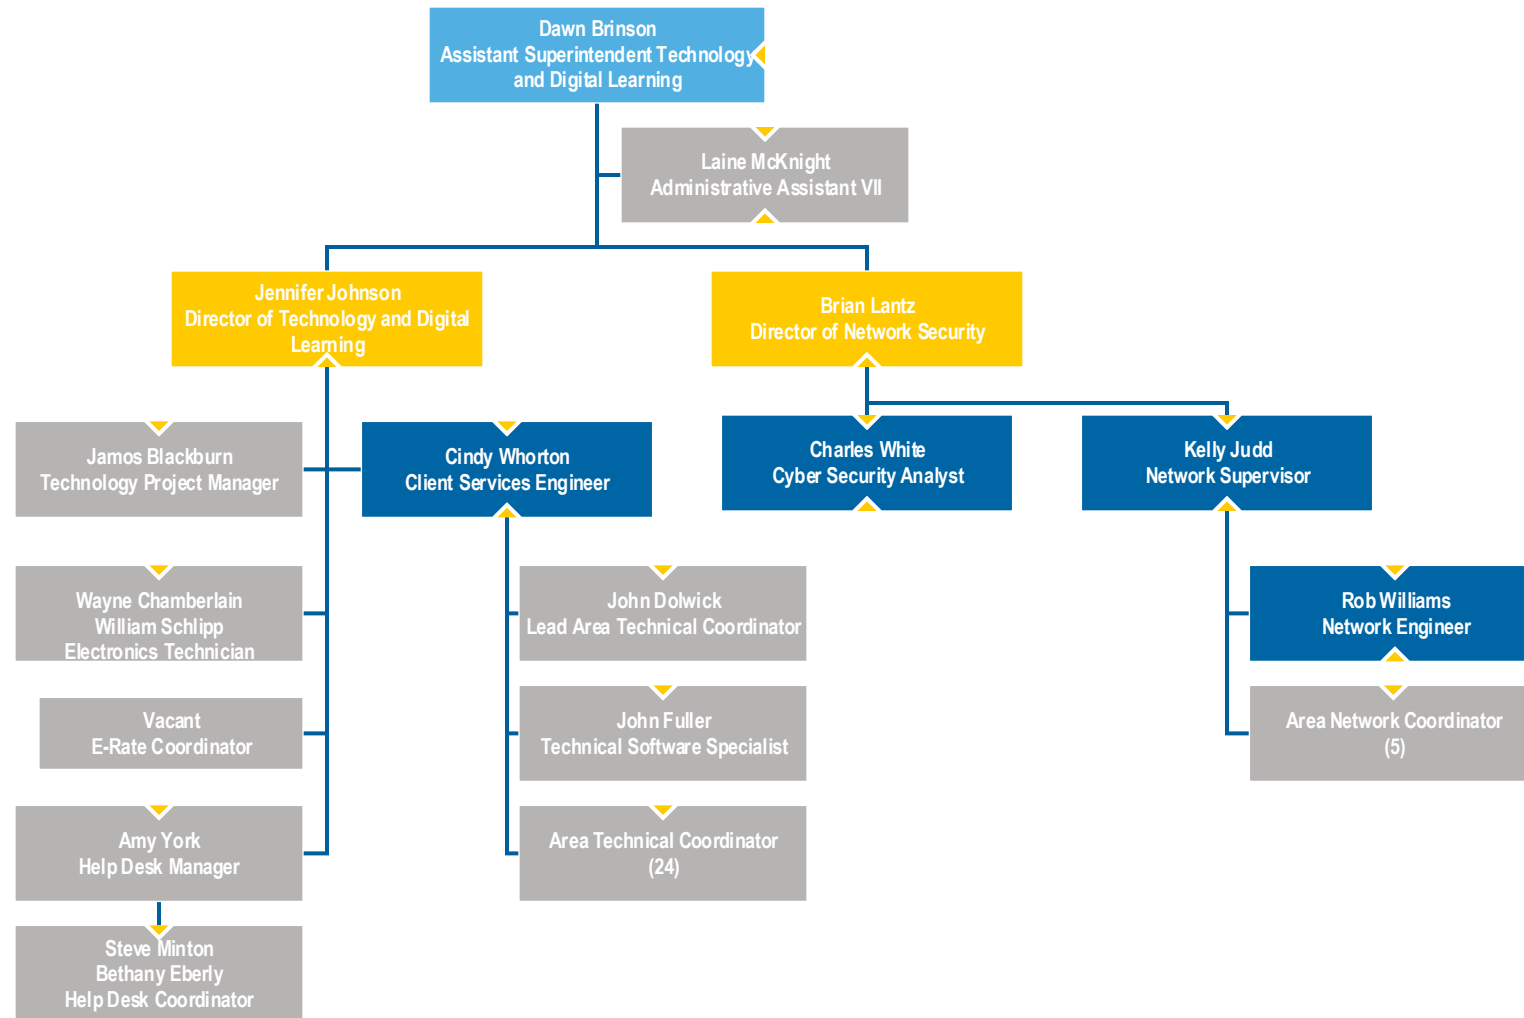 Dawn Brinson
Assistant Superintendent Technology
and Digital Learning
Laine McKnight
Administrative Assistant VII
Jennifer Johnson
Director of Technology and Digital
Learning
Brian Lantz
Director of Network Security
Jamos Blackburn
Technology Project Manager
Cindy Whorton
Client Services Engineer
Charles White
Cyber Security Analyst
Kelly Judd
Network Supervisor
Wayne Chamberlain
William Schlipp
Electronics Technician
John Dolwick
Lead Area Technical Coordinator
Rob Williams
Network Engineer
Vacant
E-Rate Coordinator
John Fuller
Technical Software Specialist
Area Network Coordinator
(5)
Amy York
Help Desk Manager
Area Technical Coordinator
(24)
Steve Minton
Bethany Eberly
Help Desk Coordinator